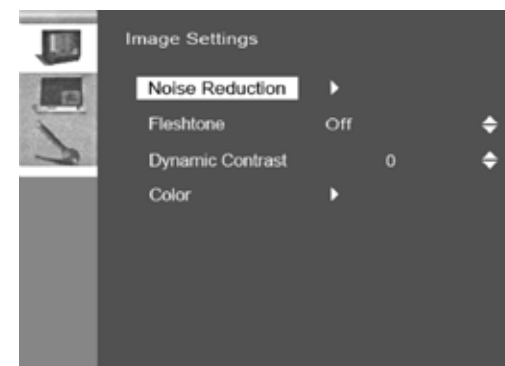 Image Settings
Noise Reduction
Fleshtone Off
Dynamic Contrast 0
Color